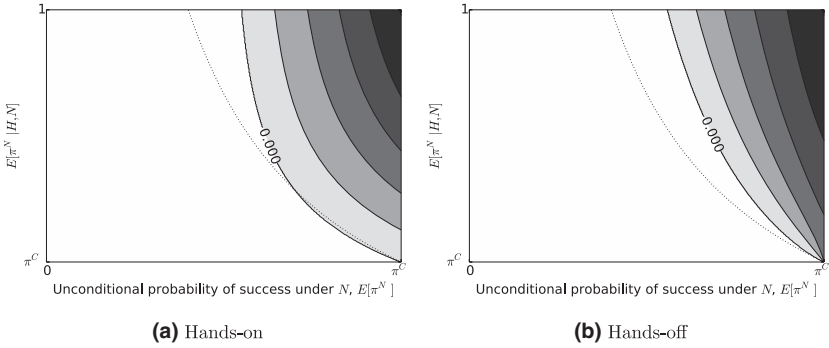 1
E[π^N |H,N]
0.000
π^C
0
π^C
Unconditional probability of success under N, E[π^N ]
(a) Hands-on
1
E[π^N |H,N]
0.000
π^C
0
π^C
Unconditional probability of success under N, E[π^N ]
(b) Hands-off